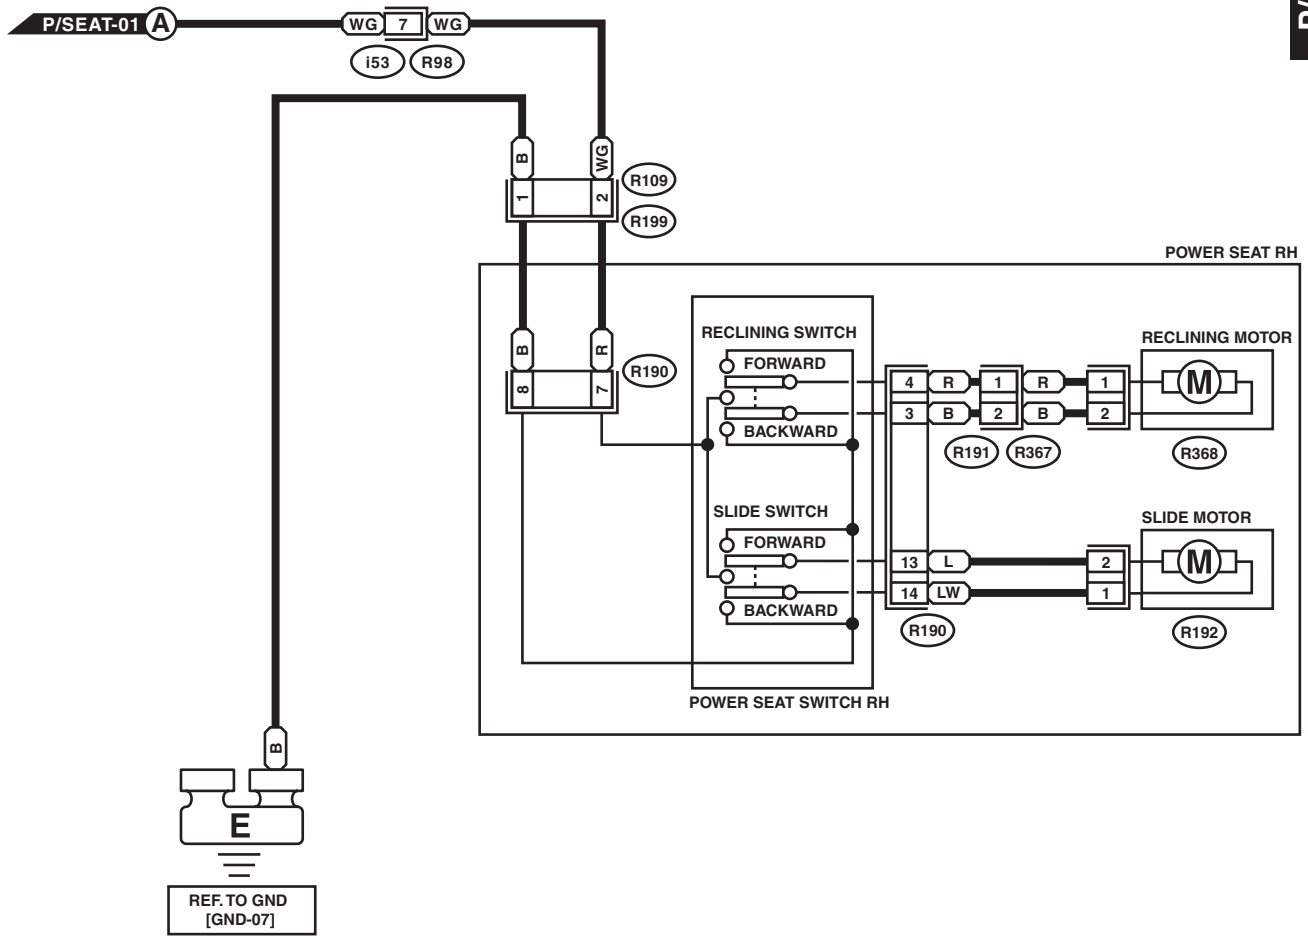 P/SEAT-01 A
WG 7 WG
i53 R98
B WG
1 2
R109
R199
POWER SEAT RH
B R
8 7
R190
RECLINING SWITCH
FORWARD
BACKWARD
4 R 1 R 1
3 B 2 B 2
R191 R367
RECLINING MOTOR
M
R368
SLIDE SWITCH
FORWARD
BACKWARD
13 L 2
14 LW 1
R190
SLIDE MOTOR
M
R192
POWER SEAT SWITCH RH
B
E
REF. TO GND
[GND-07]